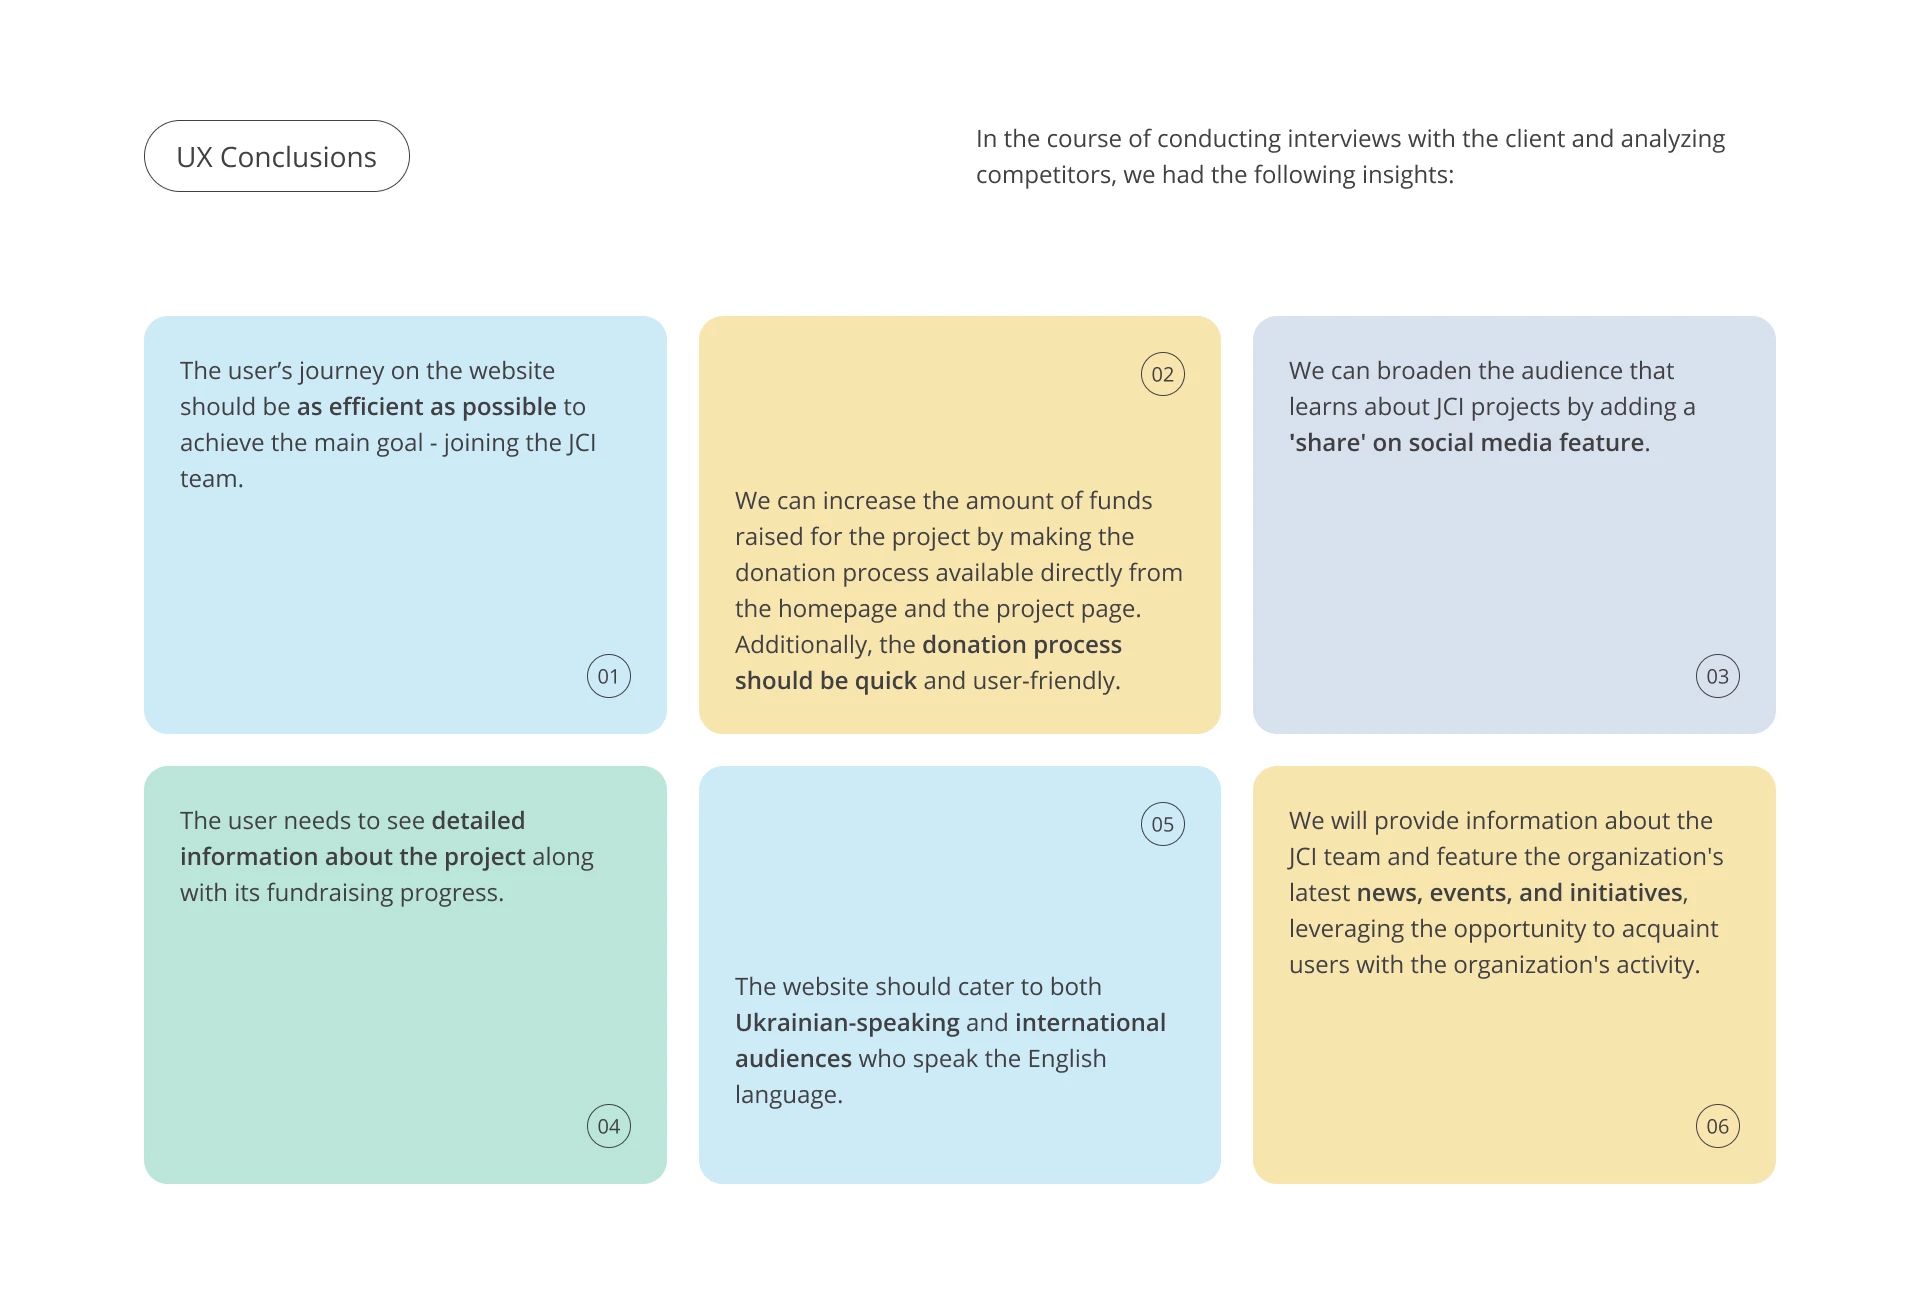 UX Conclusions
In the course of conducting interviews with the client and analyzing
competitors, we had the following insights:
The user’s journey on the website
should be as efficient as possible to
achieve the main goal - joining the JCI
team.
01
02
We can increase the amount of funds
raised for the project by making the
donation process available directly from
the homepage and the project page.
Additionally, the donation process
should be quick and user-friendly.
We can broaden the audience that
learns about JCI projects by adding a
'share' on social media feature.
03
The user needs to see detailed
information about the project along
with its fundraising progress.
04
05
The website should cater to both
Ukrainian-speaking and international
audiences who speak the English
language.
We will provide information about the
JCI team and feature the organization's
latest news, events, and initiatives,
leveraging the opportunity to acquaint
users with the organization's activity.
06